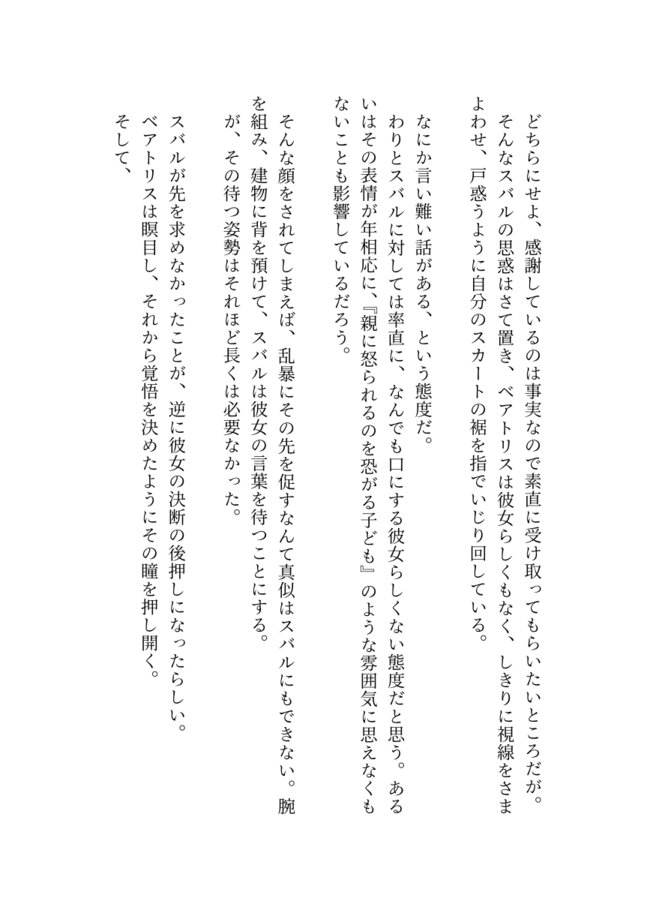 どちらにせよ、感謝しているのは事実なので素直に受け取ってもらいたいところだが。
そんなスバルの思惑はさて置き、ベアトリスは彼女らしくもなく、しきりに視線をさま
よわせ、戸惑うように自分のスカートの裾を指でいじり回している。
なにか言い難い話がある、という態度だ。
わりとスバルに対しては率直に、なんでも口にする彼女らしくない態度だと思う。ある
いはその表情が年相応に、『親に怒られるのを恐がる子ども』のような雰囲気に思えなくも
ないことも影響しているだろう。
そんな顔をされてしまえば、乱暴にその先を促すなんて真似はスバルにもできない。腕
を組み、建物に背を預けて、スバルは彼女の言葉を待つことにする。
が、その待つ姿勢はそれほど長くは必要なかった。
スバルが先を求めなかったことが、逆に彼女の決断の後押しになったらしい。
ベアトリスは瞑目し、それから覚悟を決めたようにその瞳を押し開く。
そして、